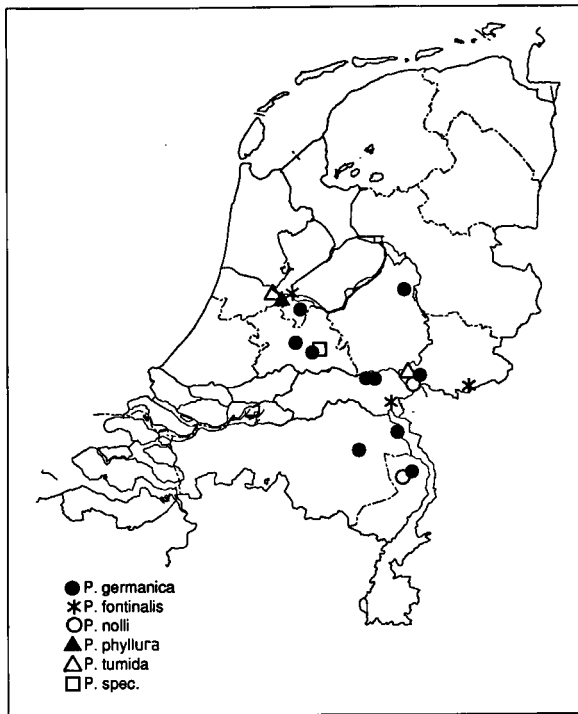 P. germanica
P. fontinalis
P. nolli
P. phyllura
P. tumida
P. spec.